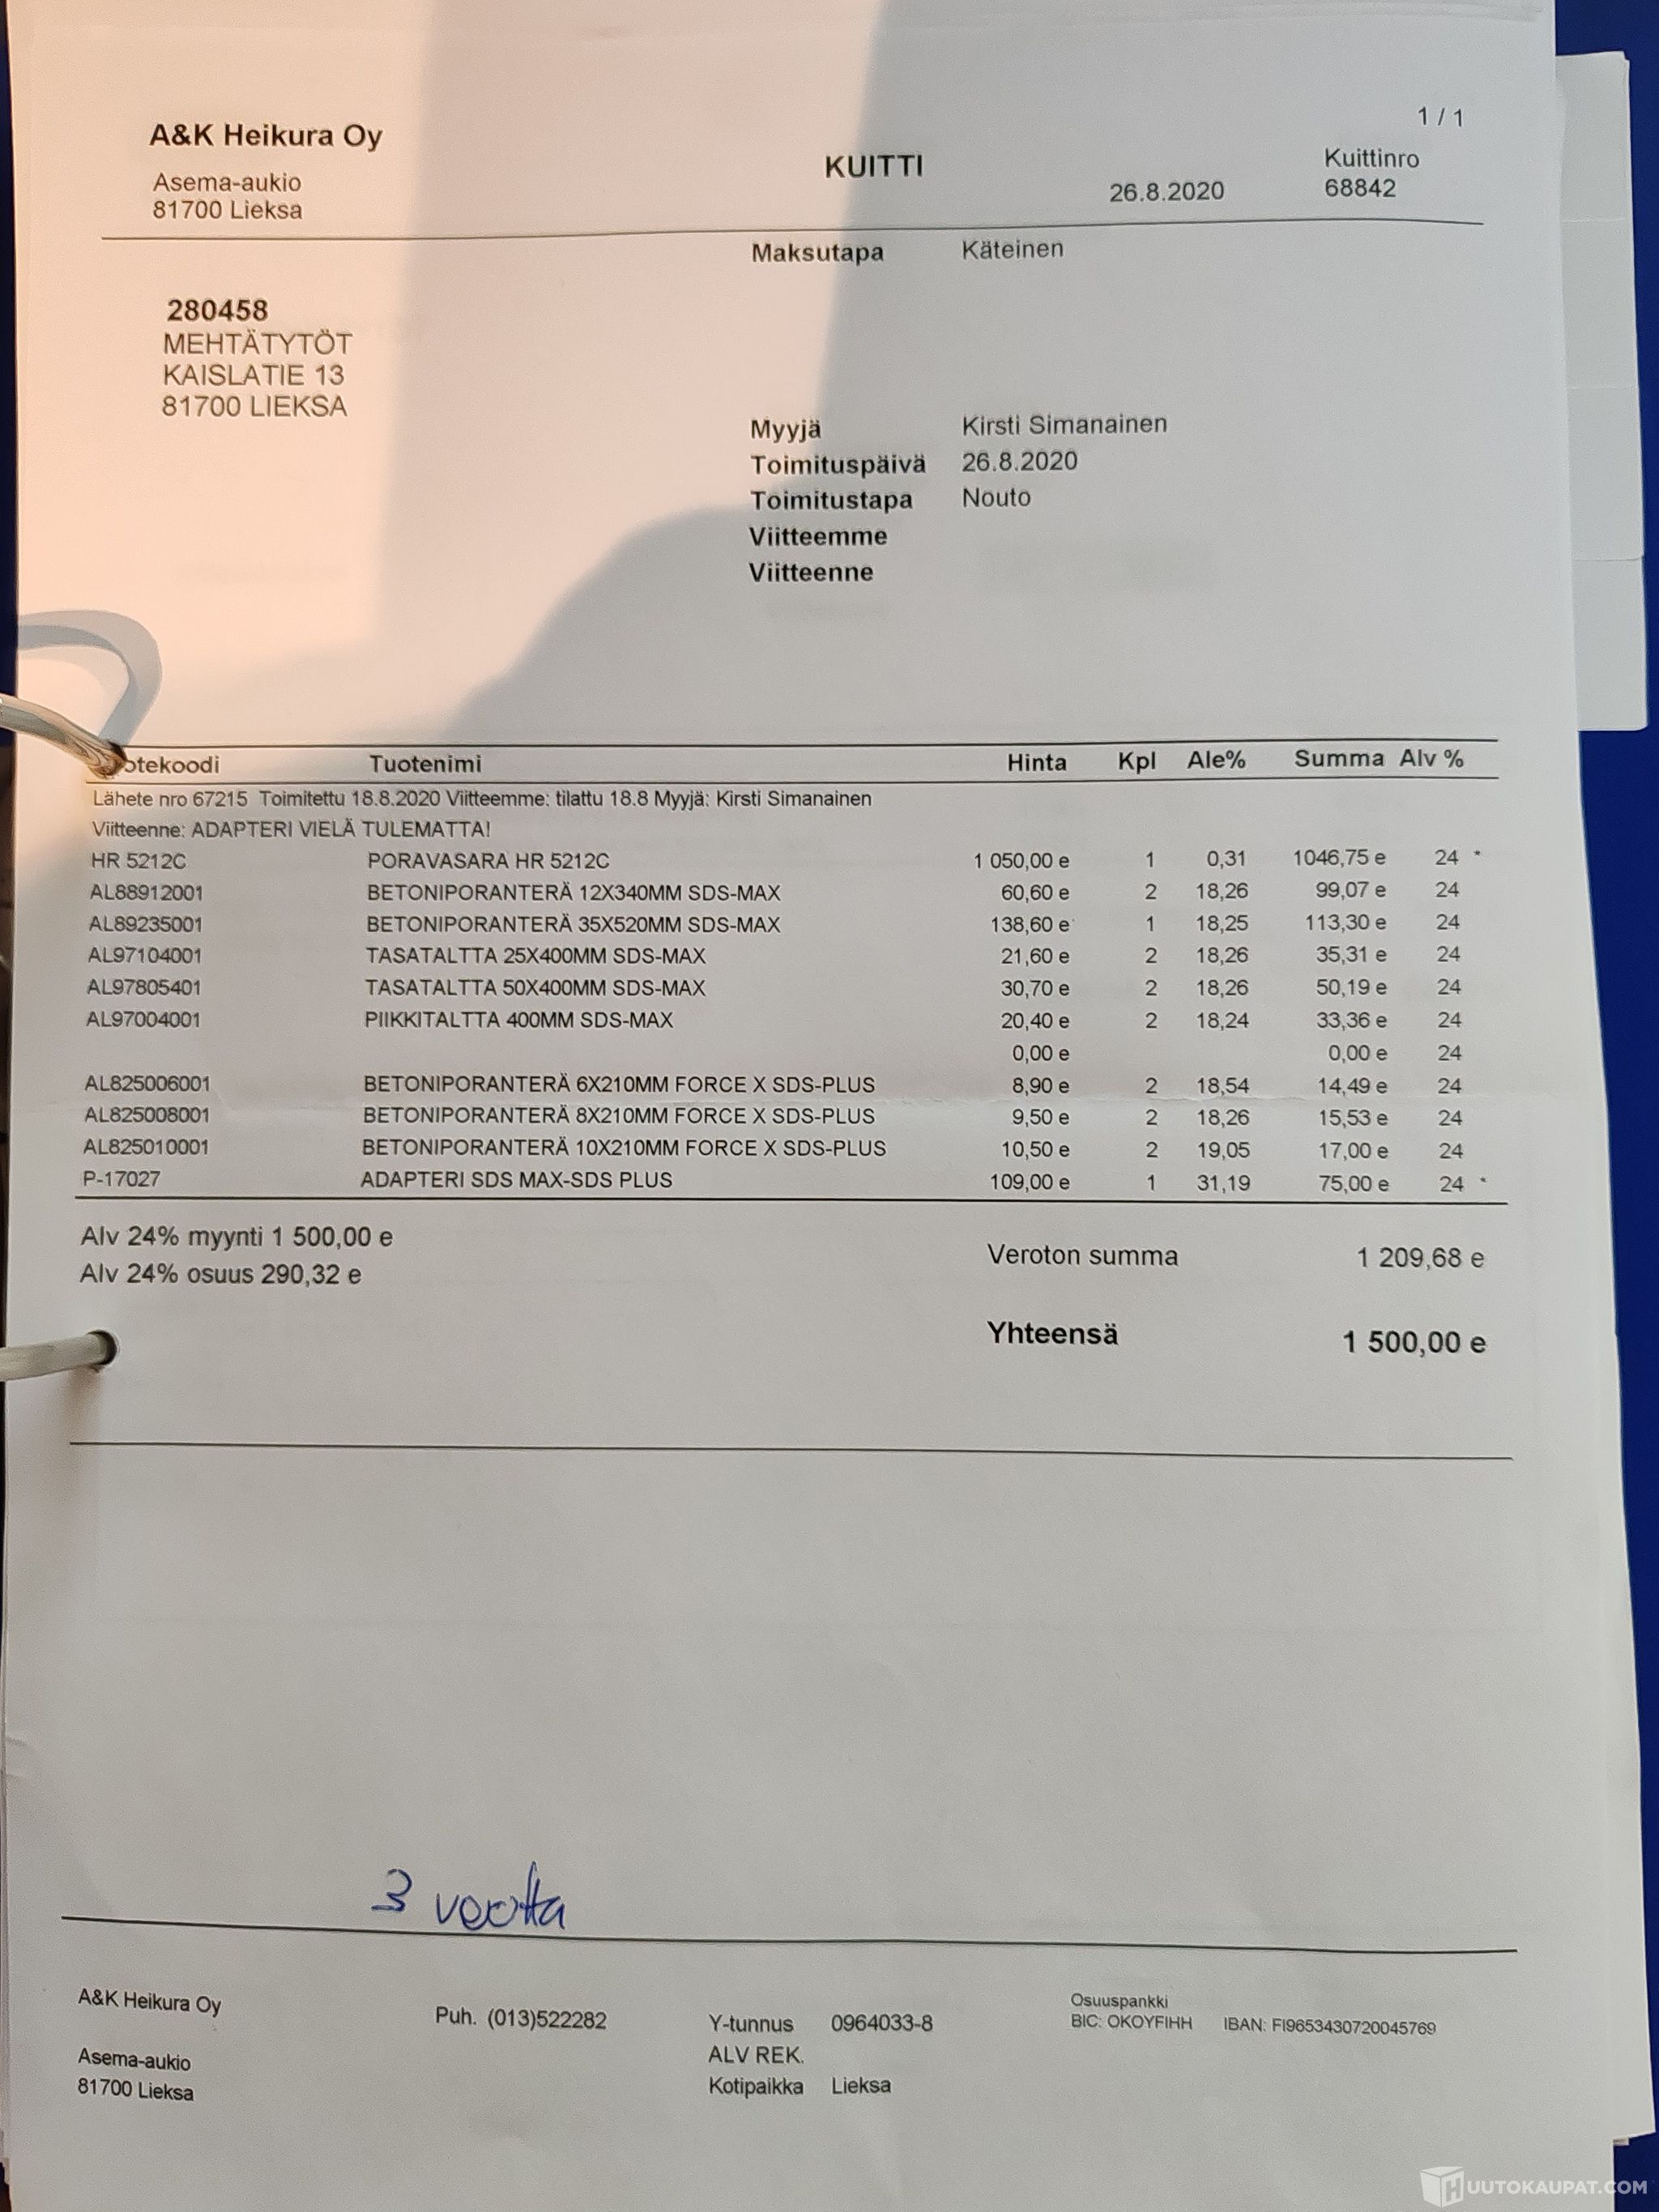 1 / 1
A&K Heikura Oy
Asema-aukio
81700 Lieksa
KUITTI
26.8.2020
Kuittinro
68842
Maksutapa Käteinen
280458
MEHTÄTYTÖT
KAISLATIE 13
81700 LIEKSA
Myyjä Kirsti Simanainen
Toimituspäivä 26.8.2020
Toimitustapa Nouto
Viitteemme
Viitteenne
otekoodi Tuotenimi Hinta Kpl Ale% Summa Alv %
Lähete nro 67215 Toimitettu 18.8.2020 Viitteemme: tilattu 18.8 Myyjä: Kirsti Simanainen
Viitteenne: ADAPTERI VIELÄ TULEMATTA!
HR 5212C PORAVASARA HR 5212C 1 050,00 e 1 0,31 1046,75 e 24 *
AL88912001 BETONIPORANTERÄ 12X340MM SDS-MAX 60,60 e 2 18,26 99,07 e 24
AL89235001 BETONIPORANTERÄ 35X520MM SDS-MAX 138,60 e 1 18,25 113,30 e 24
AL97104001 TASATALTTA 25X400MM SDS-MAX 21,60 e 2 18,26 35,31 e 24
AL97805401 TASATALTTA 50X400MM SDS-MAX 30,70 e 2 18,26 50,19 e 24
AL97004001 PIIKKITALTTA 400MM SDS-MAX 20,40 e 2 18,24 33,36 e 24
0,00 e 0,00 e 24
AL825006001 BETONIPORANTERÄ 6X210MM FORCE X SDS-PLUS 8,90 e 2 18,54 14,49 e 24
AL825008001 BETONIPORANTERÄ 8X210MM FORCE X SDS-PLUS 9,50 e 2 18,26 15,53 e 24
AL825010001 BETONIPORANTERÄ 10X210MM FORCE X SDS-PLUS 10,50 e 2 19,05 17,00 e 24
P-17027 ADAPTERI SDS MAX-SDS PLUS 109,00 e 1 31,19 75,00 e 24 *
Alv 24% myynti 1 500,00 e
Alv 24% osuus 290,32 e
Veroton summa 1 209,68 e
Yhteensä 1 500,00 e
3 vuotta
A&K Heikura Oy
Asema-aukio
81700 Lieksa
Puh. (013)522282
Y-tunnus 0964033-8
ALV REK.
Kotipaikka Lieksa
Osuuspankki
BIC: OKOYFIHH IBAN: FI9653430720045769
HUUTOKAUPAT.COM